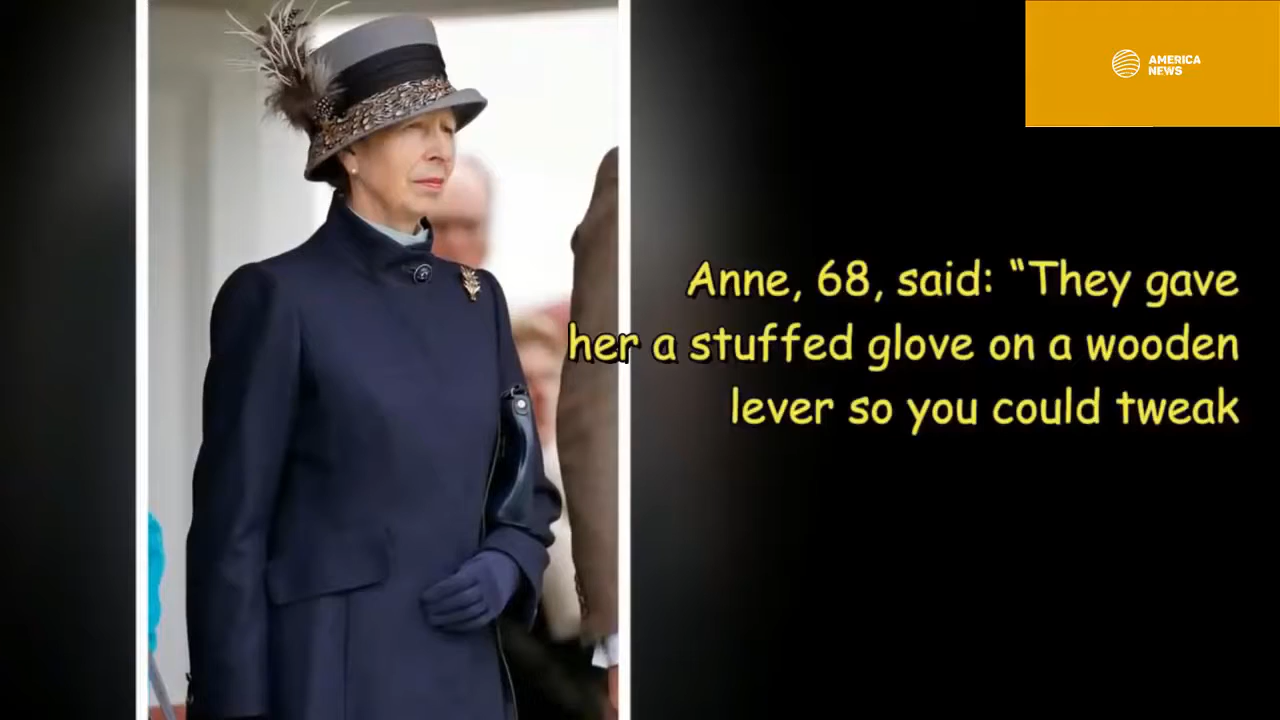 AMERICA
NEWS
Anne, 68, said: “They gave
her a stuffed glove on a wooden
lever so you could tweak